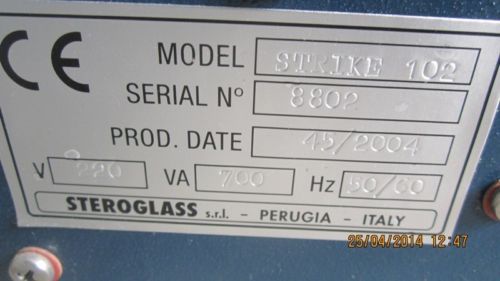 CE
MODEL STRIKE 102
SERIAL N° 8802
PROD. DATE 45/2004
V 220 VA 700 Hz 50/60
STEROGLASS s.r.l. - PERUGIA - ITALY
25/04/2014 12:47